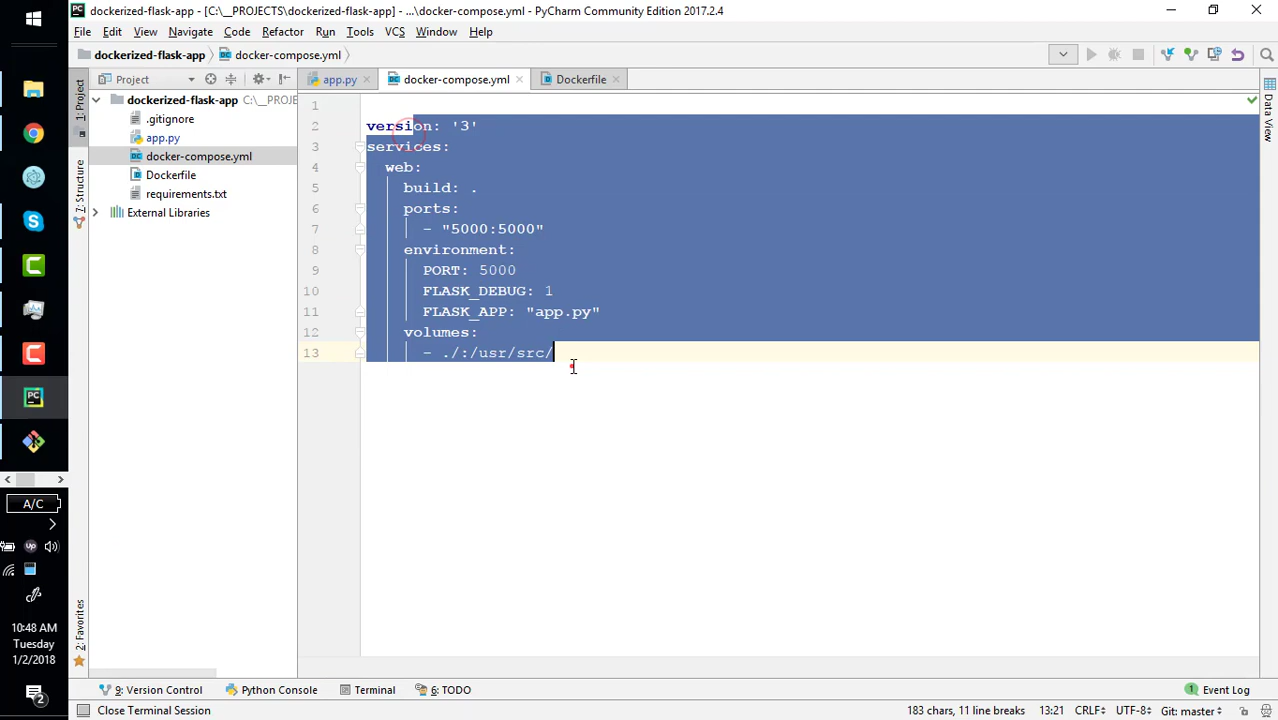 dockerized-flask-app - [C:\__PROJECTS\dockerized-flask-app] - ...\docker-compose.yml - PyCharm Community Edition 2017.2.4
File Edit View Navigate Code Refactor Run Tools VCS Window Help
dockerized-flask-app docker-compose.yml
Project
app.py docker-compose.yml Dockerfile
1: Project
7: Structure
2: Favorites
Data View
dockerized-flask-app C:\__PROJE
.gitignore
app.py
docker-compose.yml
Dockerfile
requirements.txt
External Libraries
1
2 version: '3'
3 services:
4 web:
5 build: .
6 ports:
7 - "5000:5000"
8 environment:
9 PORT: 5000
10 FLASK_DEBUG: 1
11 FLASK_APP: "app.py"
12 volumes:
13 - ./:/usr/src/
A/C
10:48 AM
Tuesday
1/2/2018
2
9: Version Control Python Console Terminal 6: TODO 1 Event Log
Close Terminal Session 183 chars, 11 line breaks 13:21 CRLF÷ UTF-8÷ Git: master÷